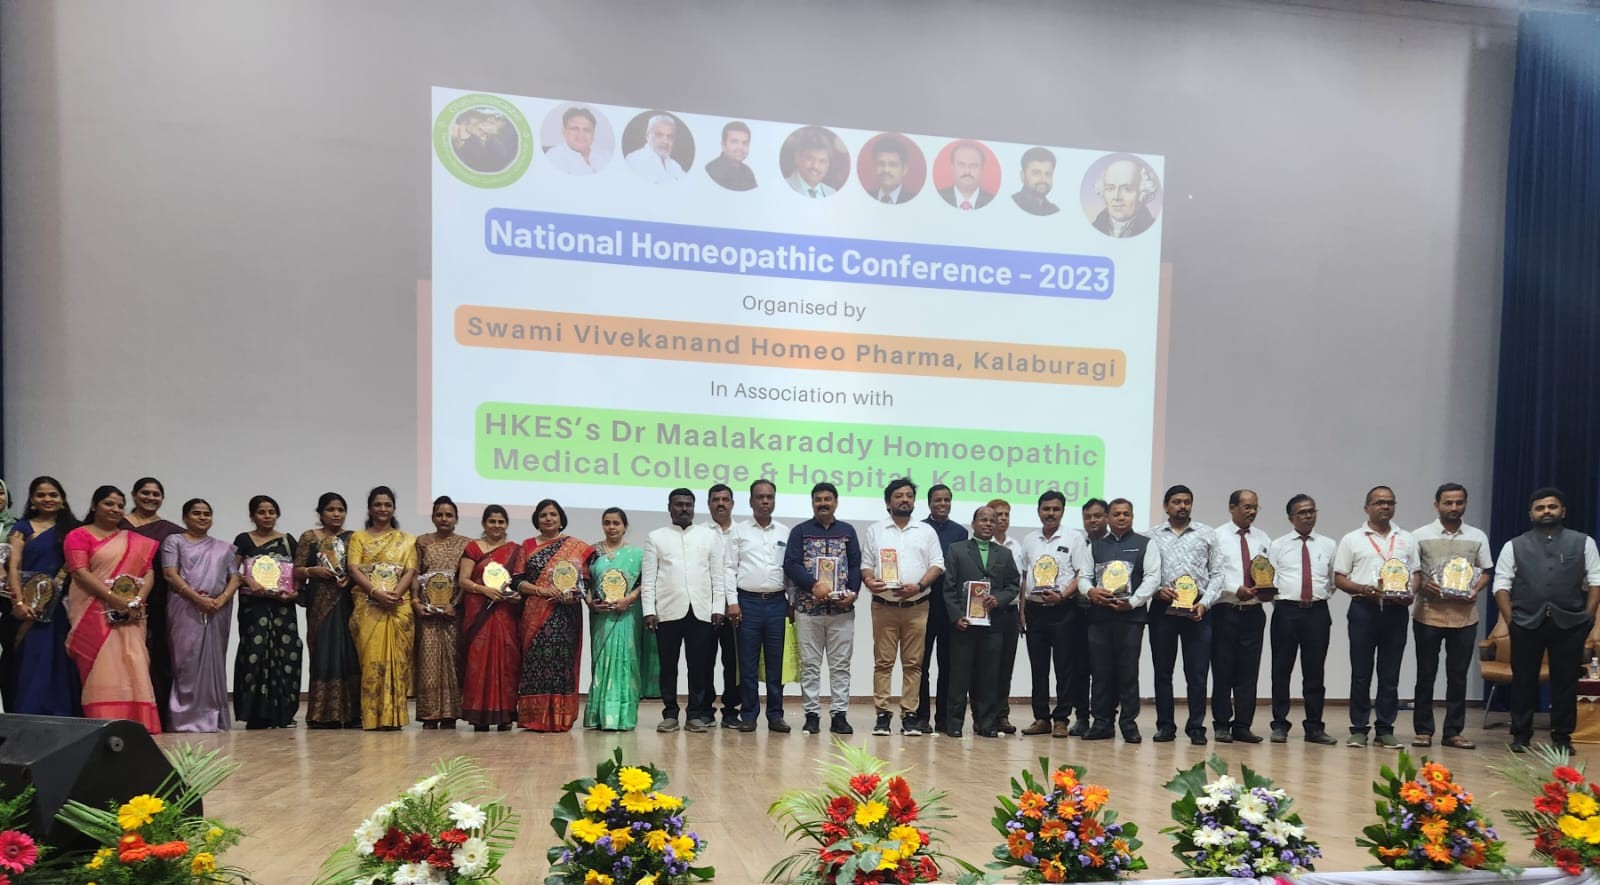 National Homeopathic Conference - 2023
Organised by
Swami Vivekanand Homeo Pharma, Kalaburagi
In Association with
HKES’s Dr Maalakaraddy Homoeopathic
Medical College & Hospital, Kalaburagi